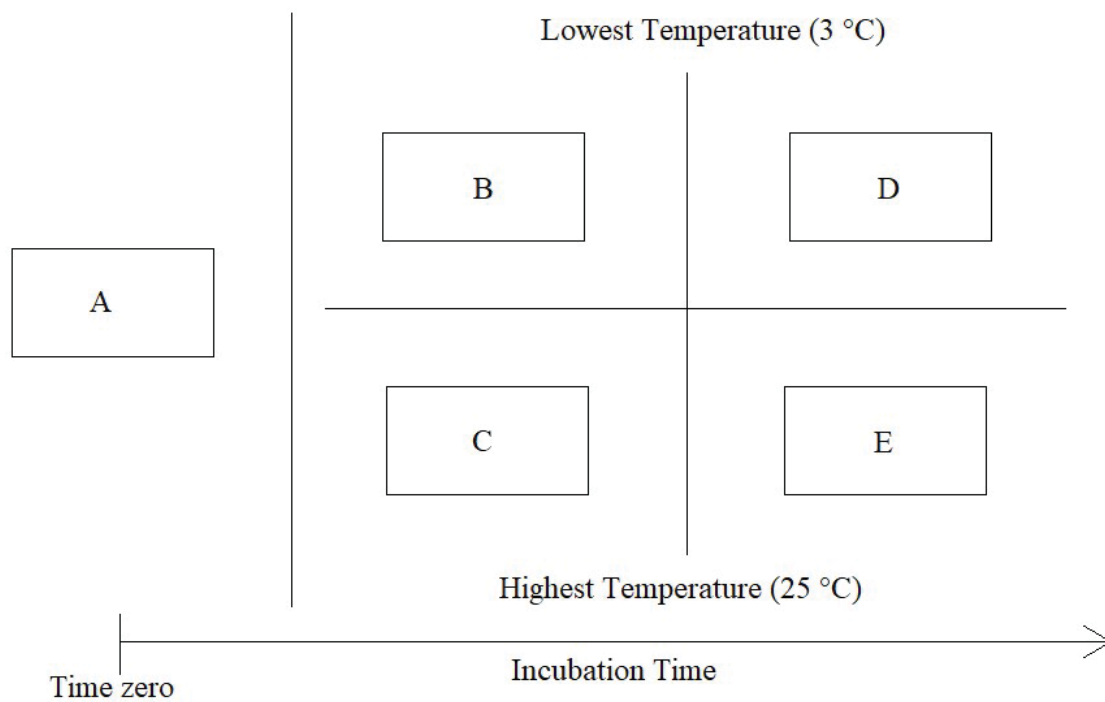 Lowest Temperature (3 °C)
B
D
A
C
E
Highest Temperature (25 °C)
Incubation Time
Time zero